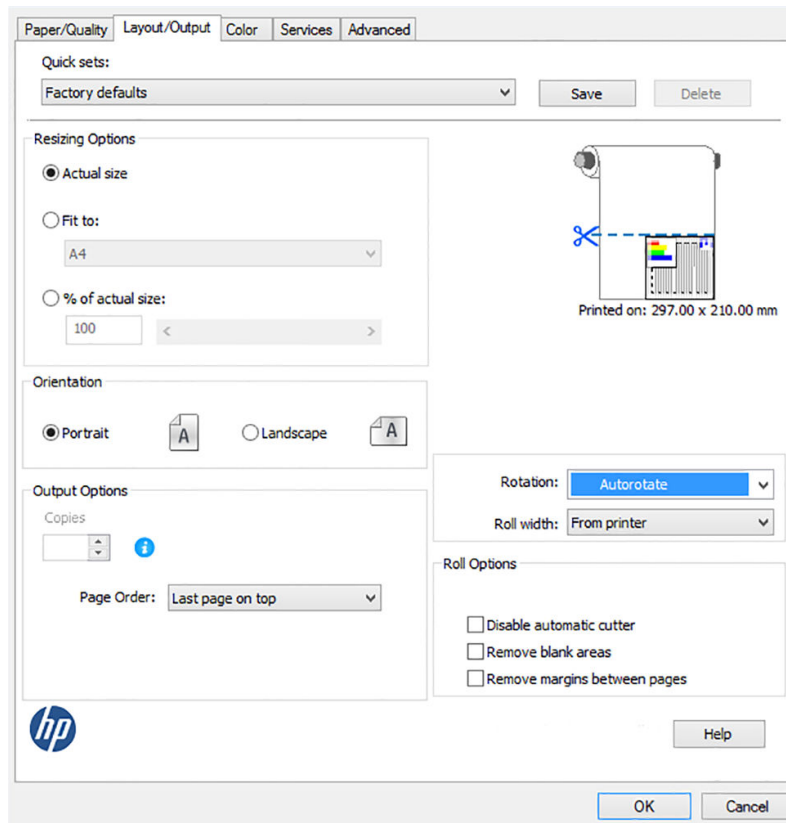 Paper/Quality Layout/Output Color Services Advanced
Quick sets:
Factory defaults
Save
Delete
Resizing Options
Actual size
Fit to:
A4
% of actual size:
100
Printed on: 297.00 x 210.00 mm
Orientation
Portrait
A
Landscape
A
Rotation: Autorotate
Roll width: From printer
Output Options
Copies
i
Page Order: Last page on top
Roll Options
Disable automatic cutter
Remove blank areas
Remove margins between pages
hp
Help
OK
Cancel